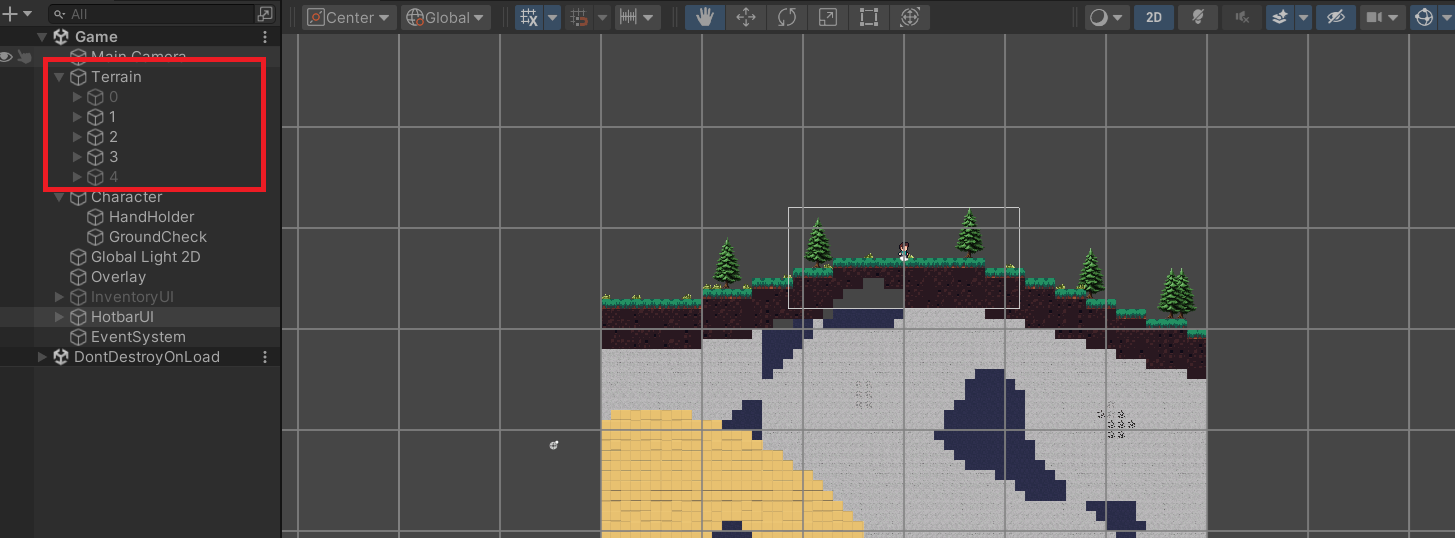 All
Center
Global
2D
Game
Main Camera
Terrain
0
1
2
3
4
Character
HandHolder
GroundCheck
Global Light 2D
Overlay
InventoryUI
HotbarUI
EventSystem
DontDestroyOnLoad